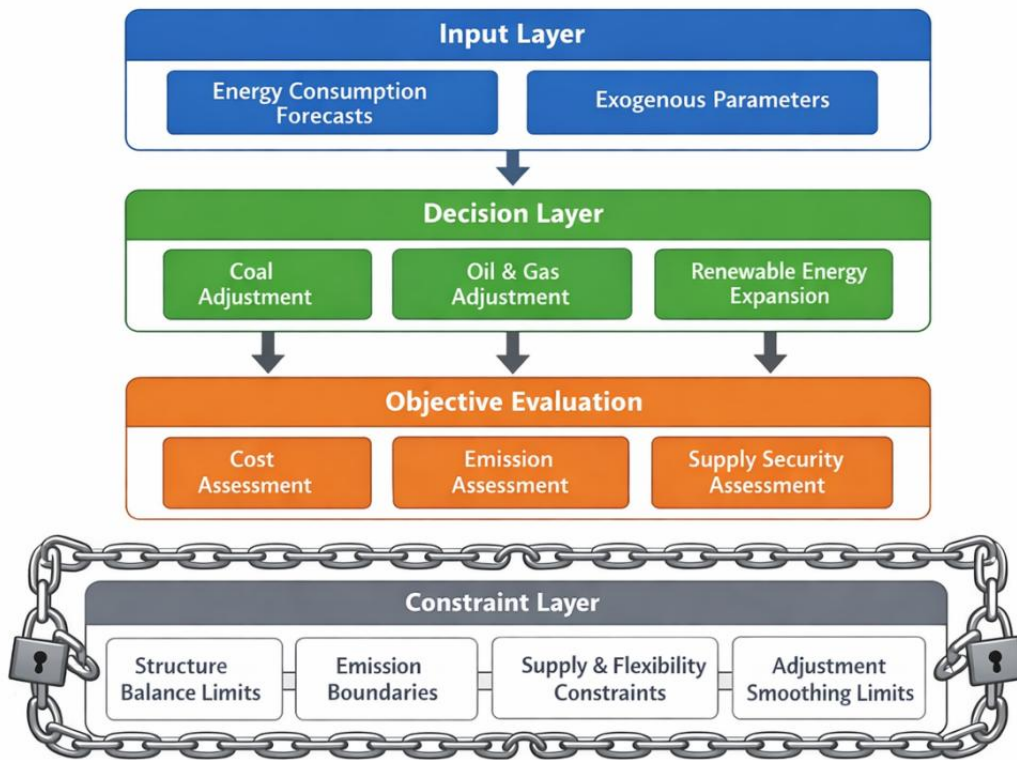 Input Layer
Energy Consumption
Forecasts
Exogenous Parameters
Decision Layer
Coal
Adjustment
Oil & Gas
Adjustment
Renewable Energy
Expansion
Objective Evaluation
Cost
Assessment
Emission
Assessment
Supply Security
Assessment
Constraint Layer
Structure
Balance Limits
Emission
Boundaries
Supply & Flexibility
Constraints
Adjustment
Smoothing Limits